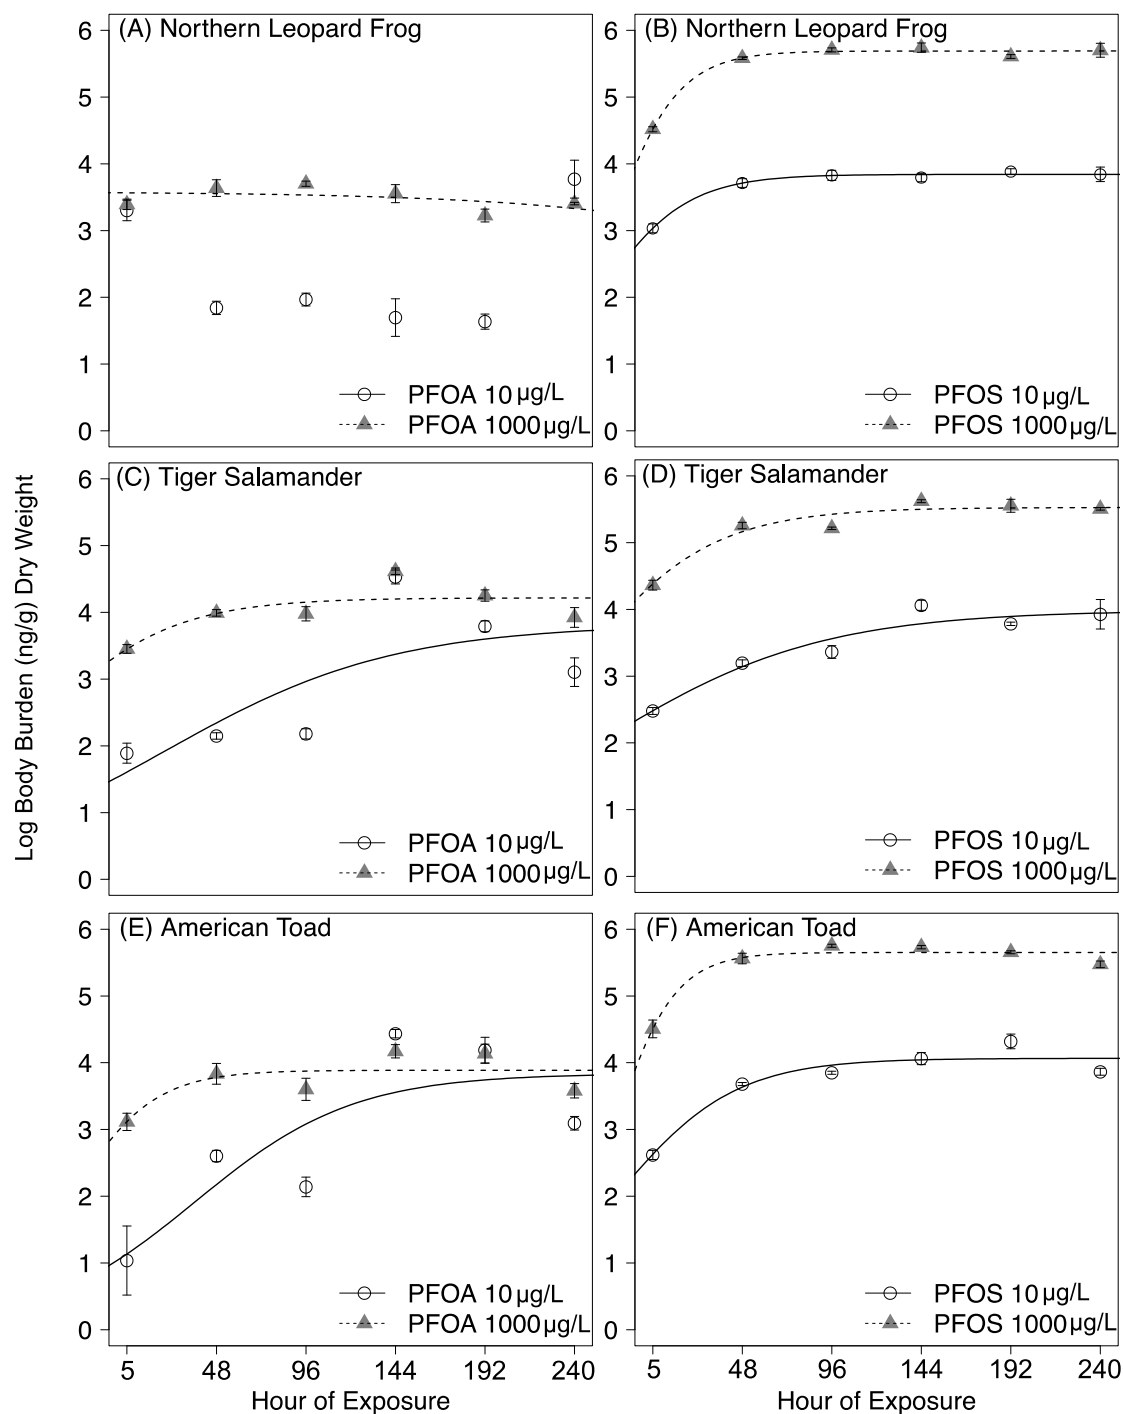 (A) Northern Leopard Frog
6
5
4
3
2
1
0
PFOA 10 µg/L
PFOA 1000 µg/L
(B) Northern Leopard Frog
6
5
4
3
2
1
0
PFOS 10 µg/L
PFOS 1000 µg/L
Log Body Burden (ng/g) Dry Weight
(C) Tiger Salamander
6
5
4
3
2
1
0
PFOA 10 µg/L
PFOA 1000 µg/L
(D) Tiger Salamander
6
5
4
3
2
1
0
PFOS 10 µg/L
PFOS 1000 µg/L
(E) American Toad
6
5
4
3
2
1
0
PFOA 10 µg/L
PFOA 1000 µg/L
5 48 96 144 192 240
Hour of Exposure
(F) American Toad
6
5
4
3
2
1
0
PFOS 10 µg/L
PFOS 1000 µg/L
5 48 96 144 192 240
Hour of Exposure